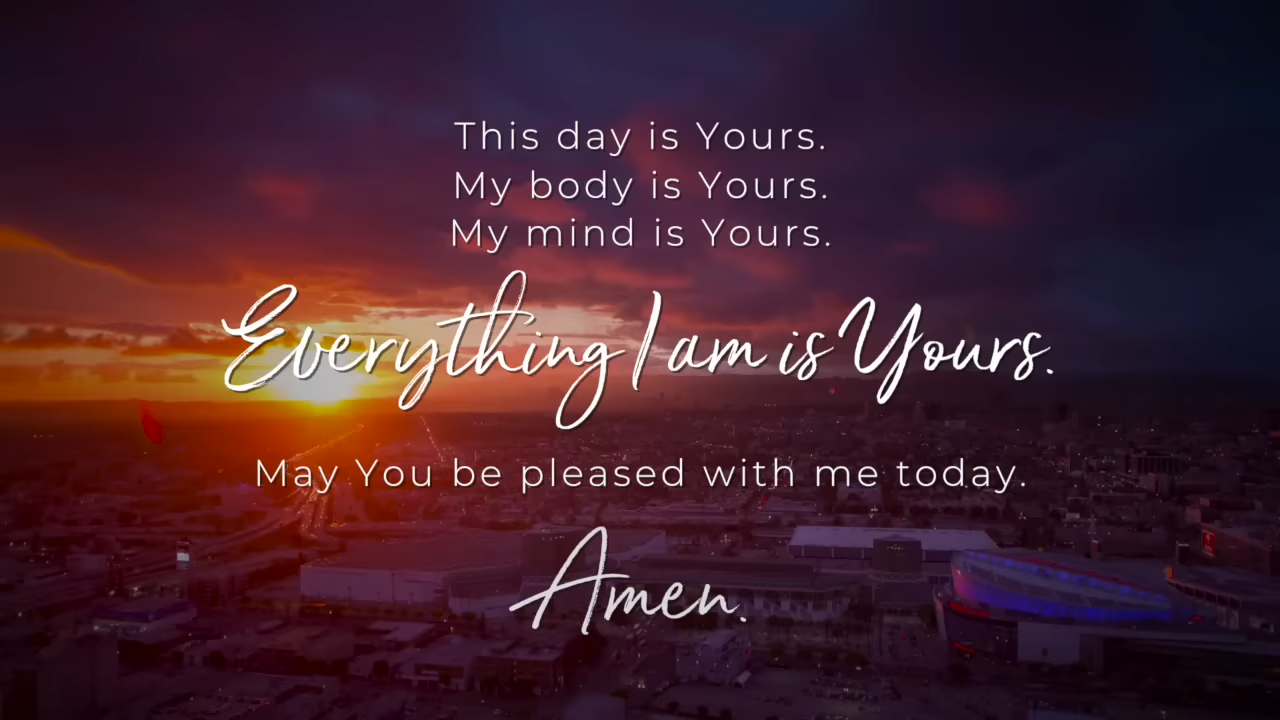 This day is Yours.
My body is Yours.
My mind is Yours.
Everything I am is Yours.
May You be pleased with me today.
Amen.